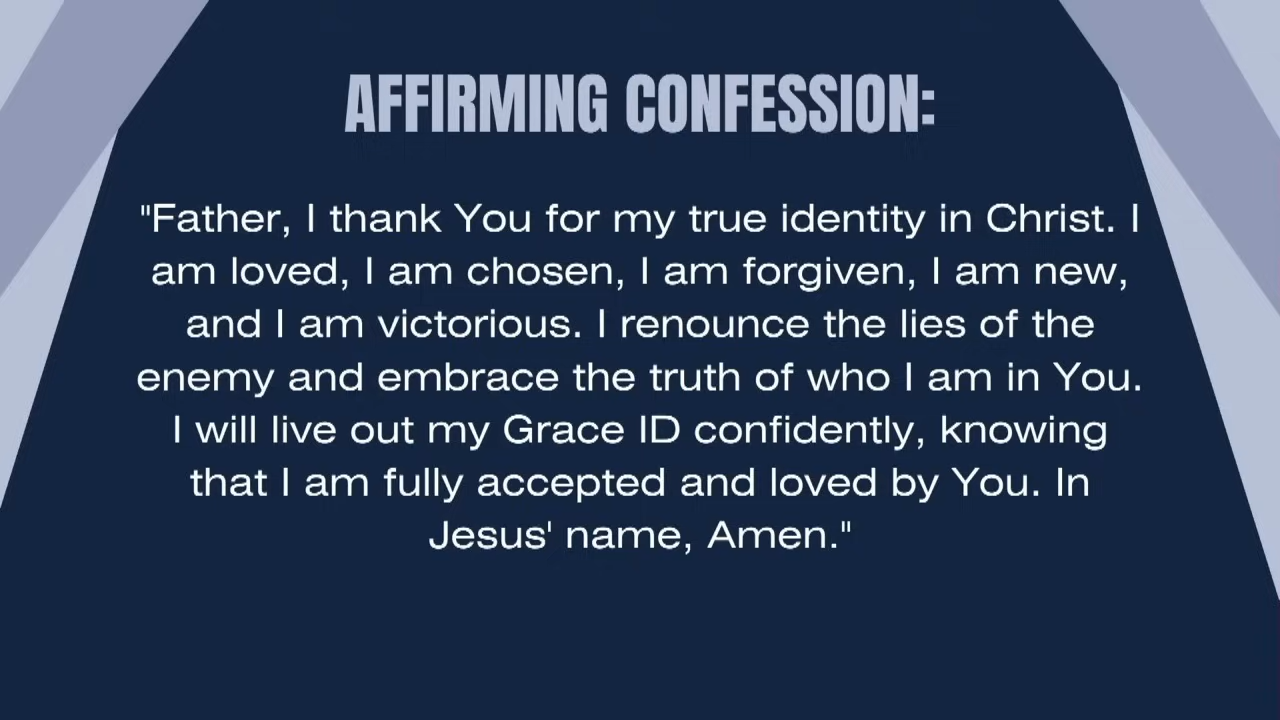 AFFIRMING CONFESSION:
"Father, I thank You for my true identity in Christ. I
am loved, I am chosen, I am forgiven, I am new,
and I am victorious. I renounce the lies of the
enemy and embrace the truth of who I am in You.
I will live out my Grace ID confidently, knowing
that I am fully accepted and loved by You. In
Jesus' name, Amen."